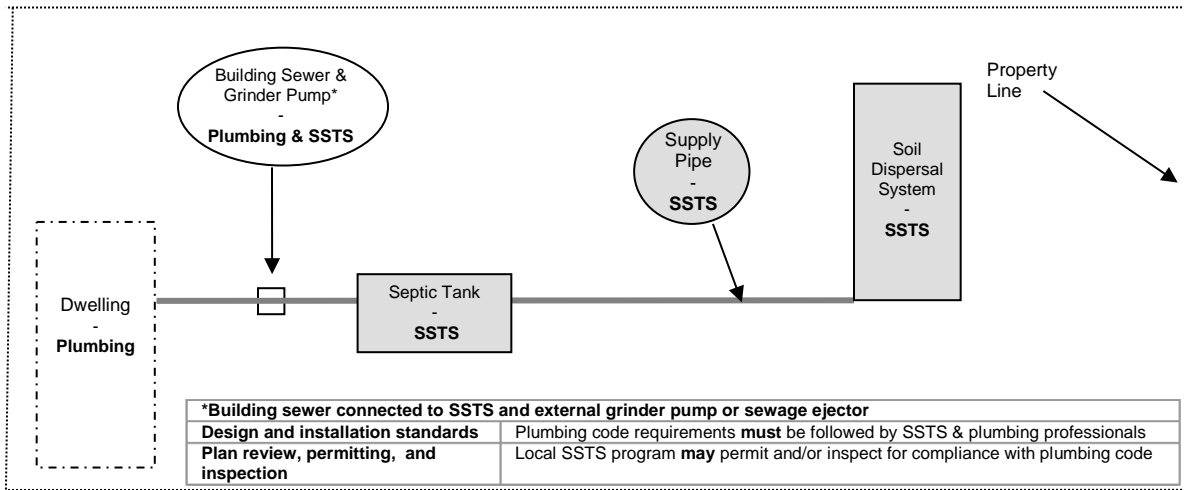 Building Sewer &
Grinder Pump*
-
Plumbing & SSTS
Property
Line
Supply
Pipe
-
SSTS
Soil
Dispersal
System
-
SSTS
Dwelling
-
Plumbing
Septic Tank
-
SSTS
*Building sewer connected to SSTS and external grinder pump or sewage ejector
Design and installation standards Plumbing code requirements must be followed by SSTS & plumbing professionals
Plan review, permitting, and Local SSTS program may permit and/or inspect for compliance with plumbing code
inspection